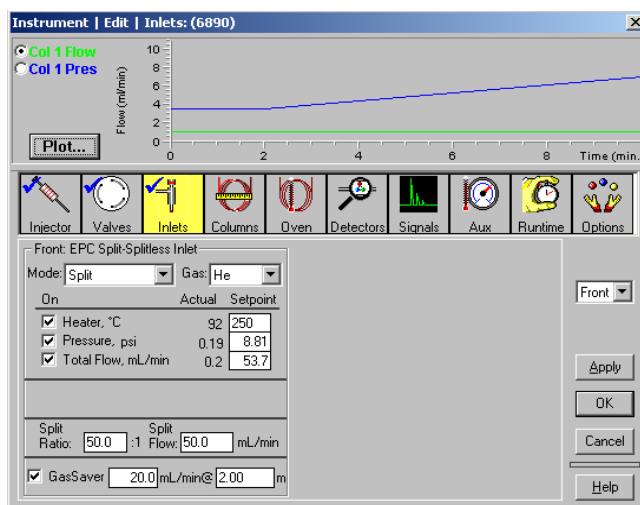 Instrument | Edit | Inlets: (6890)
Col 1 Flow
Col 1 Pres
Plot...
Flow (ml/min)
10
8
6
4
2
0
0 2 4 6 8 Time (min.
Injector Valves Inlets Columns Oven Detectors Signals Aux Runtime Options
Front: EPC Split-Splitless Inlet
Mode: Split Gas: He
On Actual Setpoint
Heater, °C 92 250
Pressure, psi 0.19 8.81
Total Flow, mL/min 0.2 53.7
Split Split
Ratio: 50.0 :1 Flow: 50.0 mL/min
GasSaver 20.0 mL/min@ 2.00 m
Front
Apply
OK
Cancel
Help